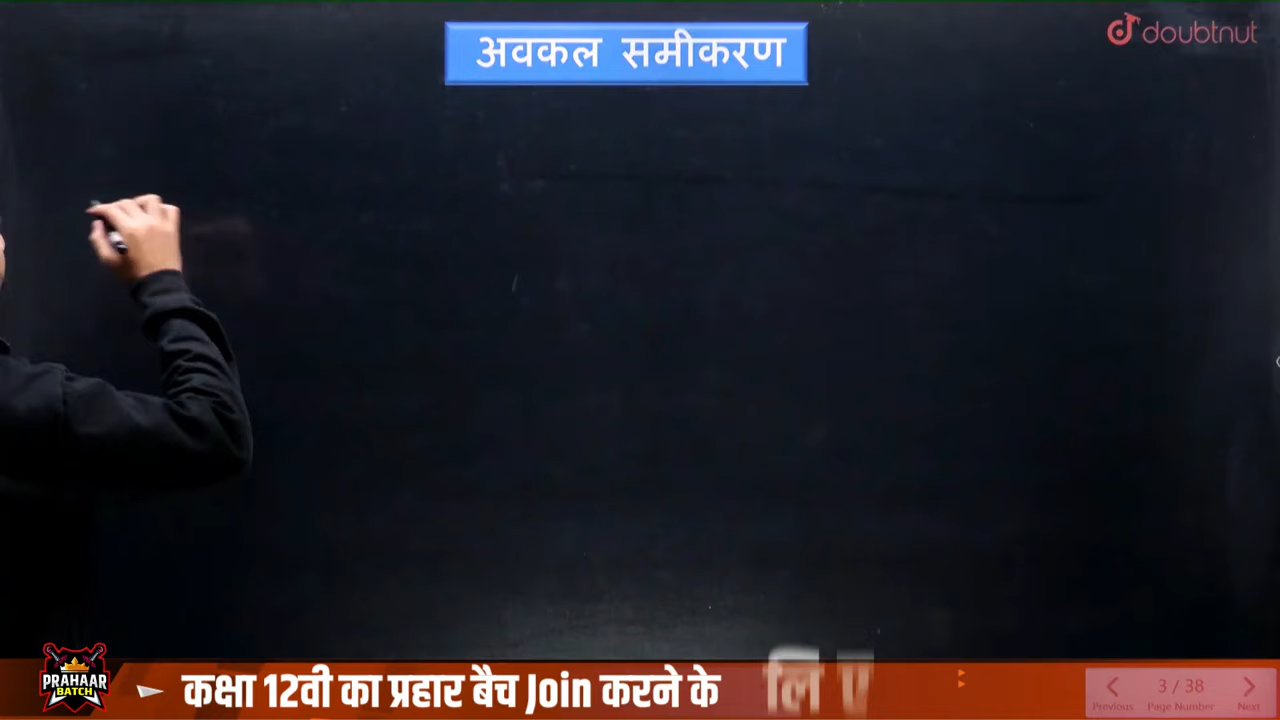 अवकल समीकरण
doubtnut
PRAHAAR
BATCH
कक्षा 12वी का प्रहार बैच Join करने के लिए
3 / 38
Previous Page Number Next